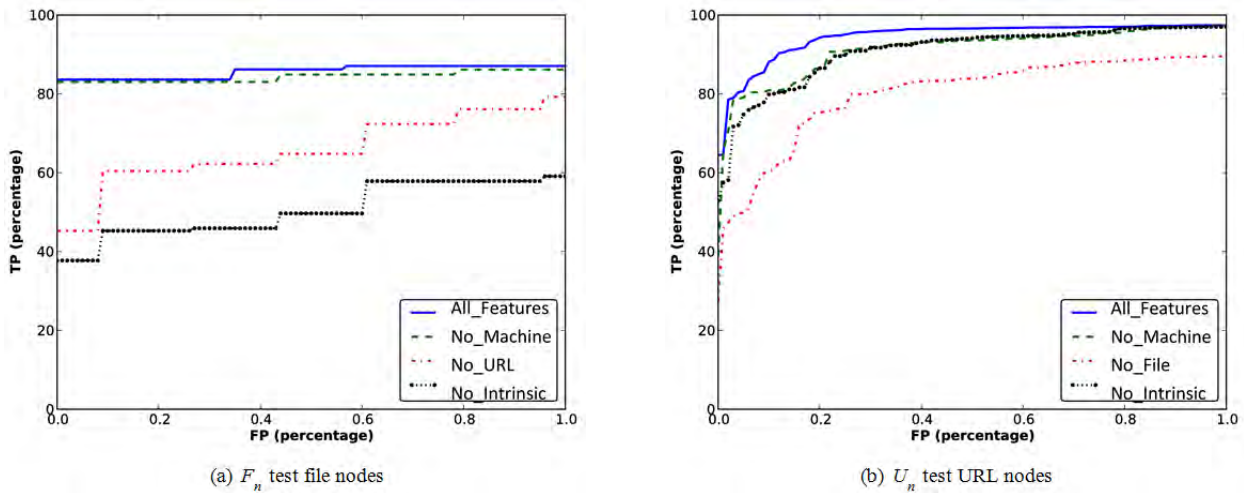 100
80
60
40
20
0
0.0 0.2 0.4 0.6 0.8 1.0
TP (percentage)
FP (percentage)
All_Features
No_Machine
No_URL
No_Intrinsic
(a) Fn test file nodes
100
80
60
40
20
0
0.0 0.2 0.4 0.6 0.8 1.0
TP (percentage)
FP (percentage)
All_Features
No_Machine
No_File
No_Intrinsic
(b) Un test URL nodes